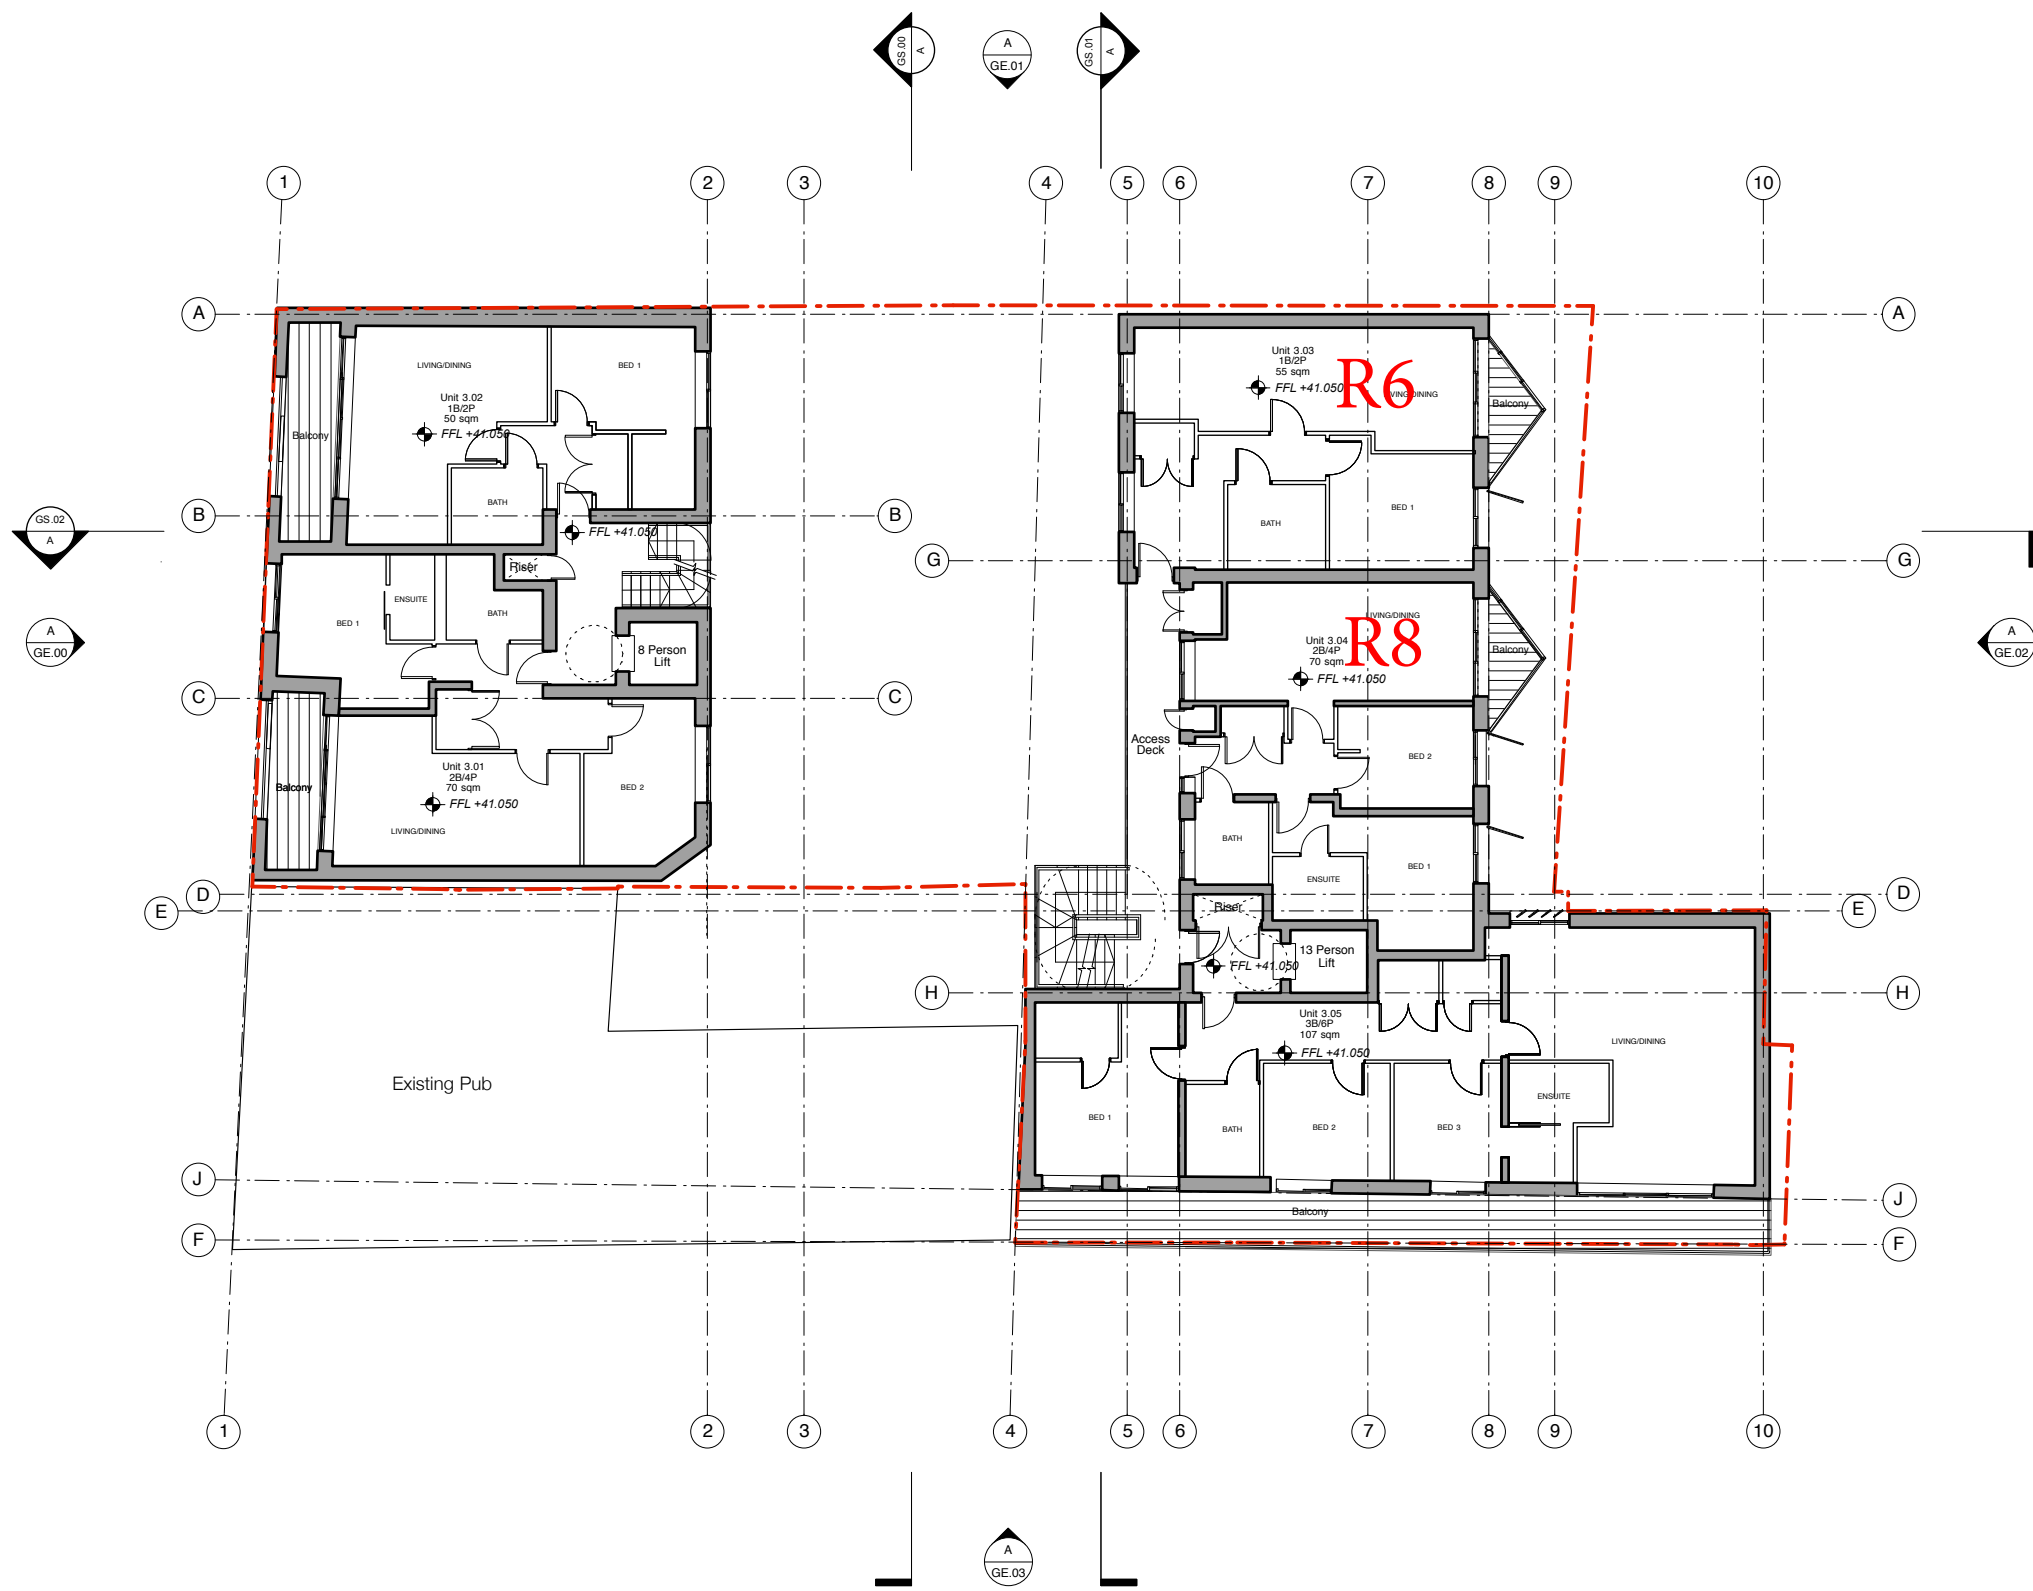 GS.00
A
A
GE.01
GS.01
A
1
2
3
4
5
6
7
8
9
10
A
A
LIVING/DINING
BED 1
Unit 3.02
1B/2P
50 sqm
FFL +41.050
Balcony
BATH
Unit 3.03
1B/2P
55 sqm
FFL +41.050
R6
LIVING/DINING
Balcony
BATH
BED 1
B
B
GS.02
A
FFL +41.050
G
G
Riser
ENSUITE
BATH
BED 1
A
GE.00
8 Person
Lift
LIVING/DINING
Unit 3.04
2B/4P
70 sqm
R8
FFL +41.050
Balcony
A
GE.02
C
C
Access
Deck
BED 2
Unit 3.01
2B/4P
70 sqm
FFL +41.050
Balcony
BED 2
LIVING/DINING
BATH
ENSUITE
BED 1
D
D
E
E
Riser
13 Person
Lift
FFL +41.050
H
H
Unit 3.05
3B/6P
107 sqm
FFL +41.050
LIVING/DINING
Existing Pub
BED 1
BATH
BED 2
BED 3
ENSUITE
J
J
Balcony
F
F
1
2
3
4
5
6
7
8
9
10
A
GE.03